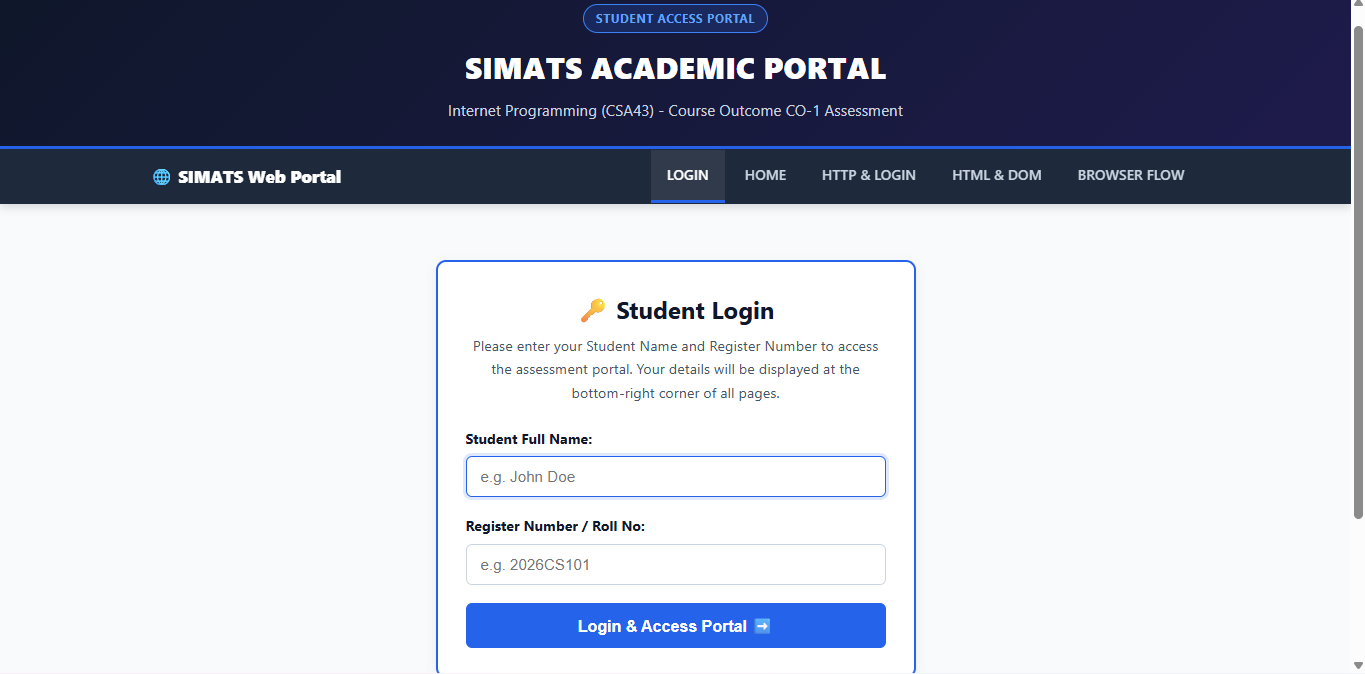 STUDENT ACCESS PORTAL
SIMATS ACADEMIC PORTAL
Internet Programming (CSA43) - Course Outcome CO-1 Assessment
🌐 SIMATS Web Portal
LOGIN
HOME
HTTP & LOGIN
HTML & DOM
BROWSER FLOW
🔑 Student Login
Please enter your Student Name and Register Number to access
the assessment portal. Your details will be displayed at the
bottom-right corner of all pages.
Student Full Name:
e.g. John Doe
Register Number / Roll No:
e.g. 2026CS101
Login & Access Portal ➡️